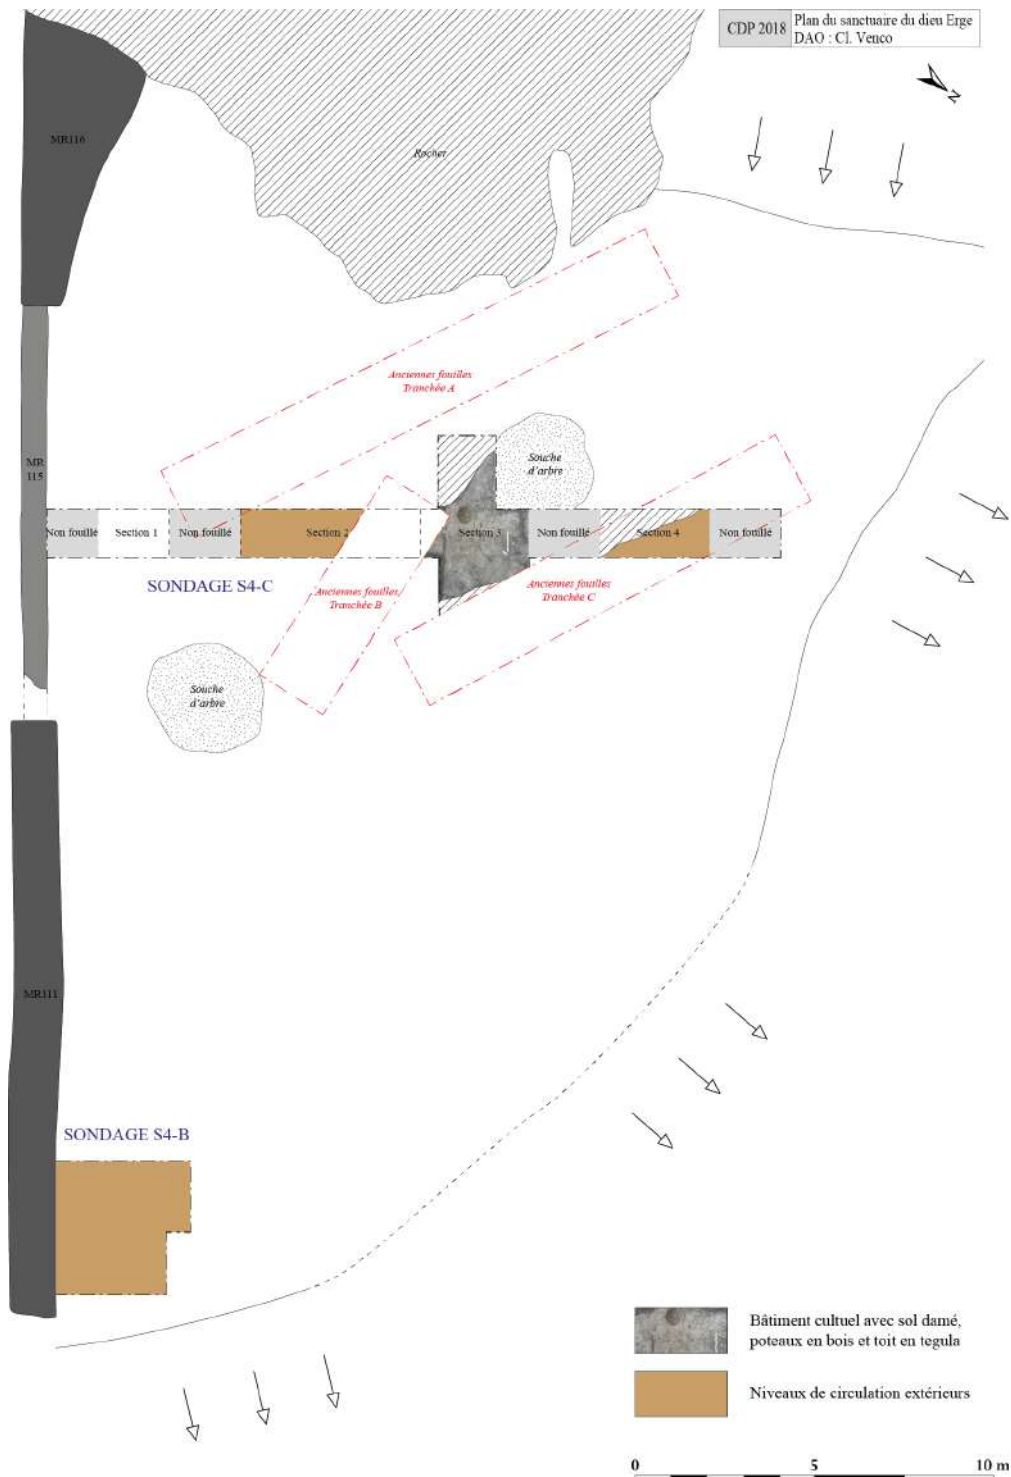 CDP 2018
Plan du sanctuaire du dieu Erge
DAO : Cl. Venco
N
MR116
Rocher
Anciennes fouilles
Tranchée A
MR
115
Souche
d'arbre
Non fouillé
Section 1
Non fouillé
Section 2
Section 3
Non fouillé
Section 4
Non fouillé
SONDAGE S4-C
Anciennes fouilles
Tranchée B
Anciennes fouilles
Tranchée C
Souche
d'arbre
MR111
SONDAGE S4-B
Bâtiment cultuel avec sol damé,
poteaux en bois et toit en tegula
Niveaux de circulation extérieurs
0 5 10 m